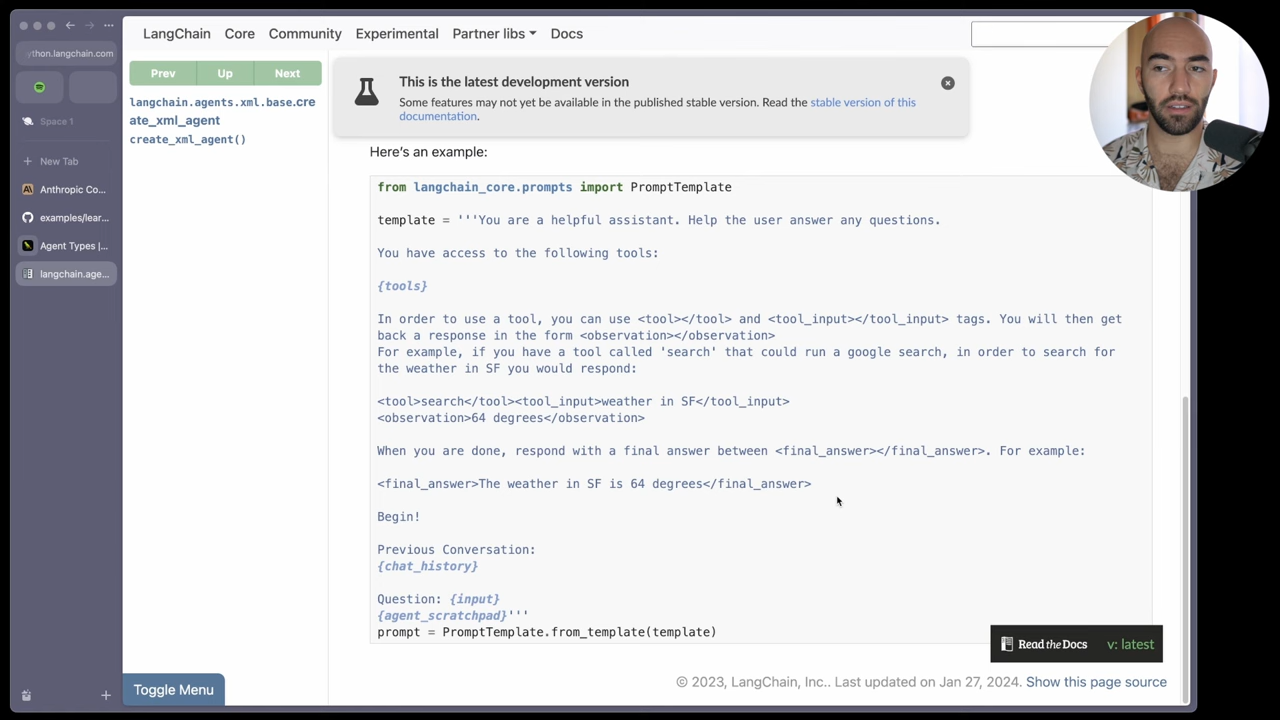 ython.langchain.com
Space 1
New Tab
Anthropic Co...
examples/lear...
Agent Types |...
langchain.age...
LangChain Core Community Experimental Partner libs Docs
Prev Up Next
langchain.agents.xml.base.cre
ate_xml_agent
create_xml_agent()
This is the latest development version
Some features may not yet be available in the published stable version. Read the stable version of this
documentation.
Here's an example:
from langchain_core.prompts import PromptTemplate
template = '''You are a helpful assistant. Help the user answer any questions.
You have access to the following tools:
{tools}
In order to use a tool, you can use <tool></tool> and <tool_input></tool_input> tags. You will then get
back a response in the form <observation></observation>
For example, if you have a tool called 'search' that could run a google search, in order to search for
the weather in SF you would respond:
<tool>search</tool><tool_input>weather in SF</tool_input>
<observation>64 degrees</observation>
When you are done, respond with a final answer between <final_answer></final_answer>. For example:
<final_answer>The weather in SF is 64 degrees</final_answer>
Begin!
Previous Conversation:
{chat_history}
Question: {input}
{agent_scratchpad}'''
prompt = PromptTemplate.from_template(template)
Read the Docs v: latest
Toggle Menu
© 2023, LangChain, Inc.. Last updated on Jan 27, 2024. Show this page source